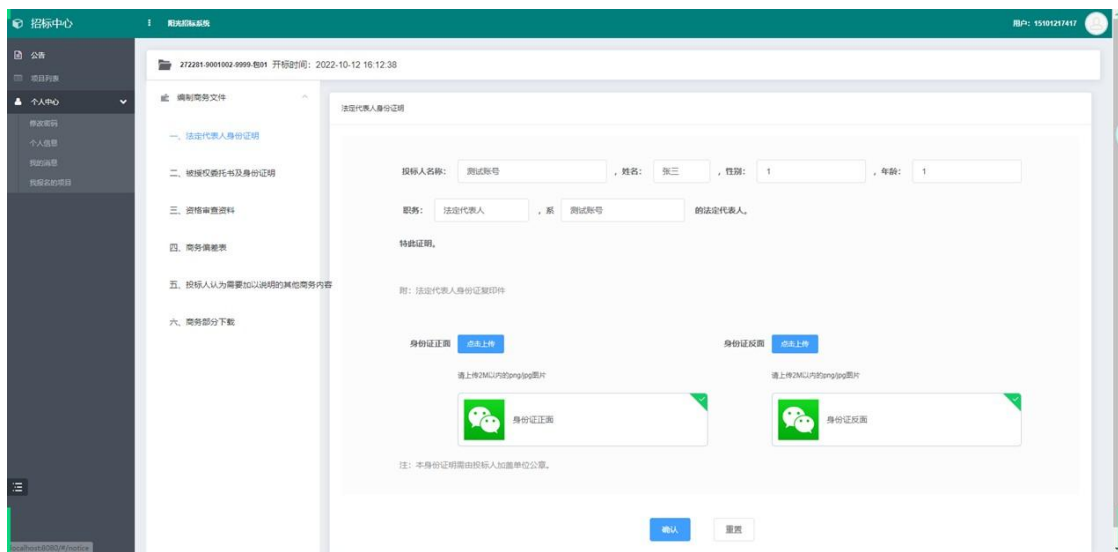 招标中心
阳光招标系统
用户：15101217417
公告
项目列表
个人中心
修改密码
个人信息
我的消息
我报名的项目
272281-9001002-9999-包01 开标时间：2022-10-12 16:12:38
编制商务文件
一、法定代表人身份证明
二、被授权委托书及身份证明
三、资格审查资料
四、商务偏差表
五、投标人认为需要加以说明的其他商务内容
六、商务部分下载
法定代表人身份证明
投标人名称： 测试账号 ，姓名： 张三 ，性别： 1 ，年龄： 1
职务： 法定代表人 ，系 测试账号 的法定代表人。
特此证明。
附：法定代表人身份证复印件
身份证正面 点击上传 身份证反面 点击上传
请上传2M以内的png/jpg图片 请上传2M以内的png/jpg图片
身份证正面 身份证反面
注：本身份证明需由投标人加盖单位公章。
确认 重置
localhost:8080/#/notice